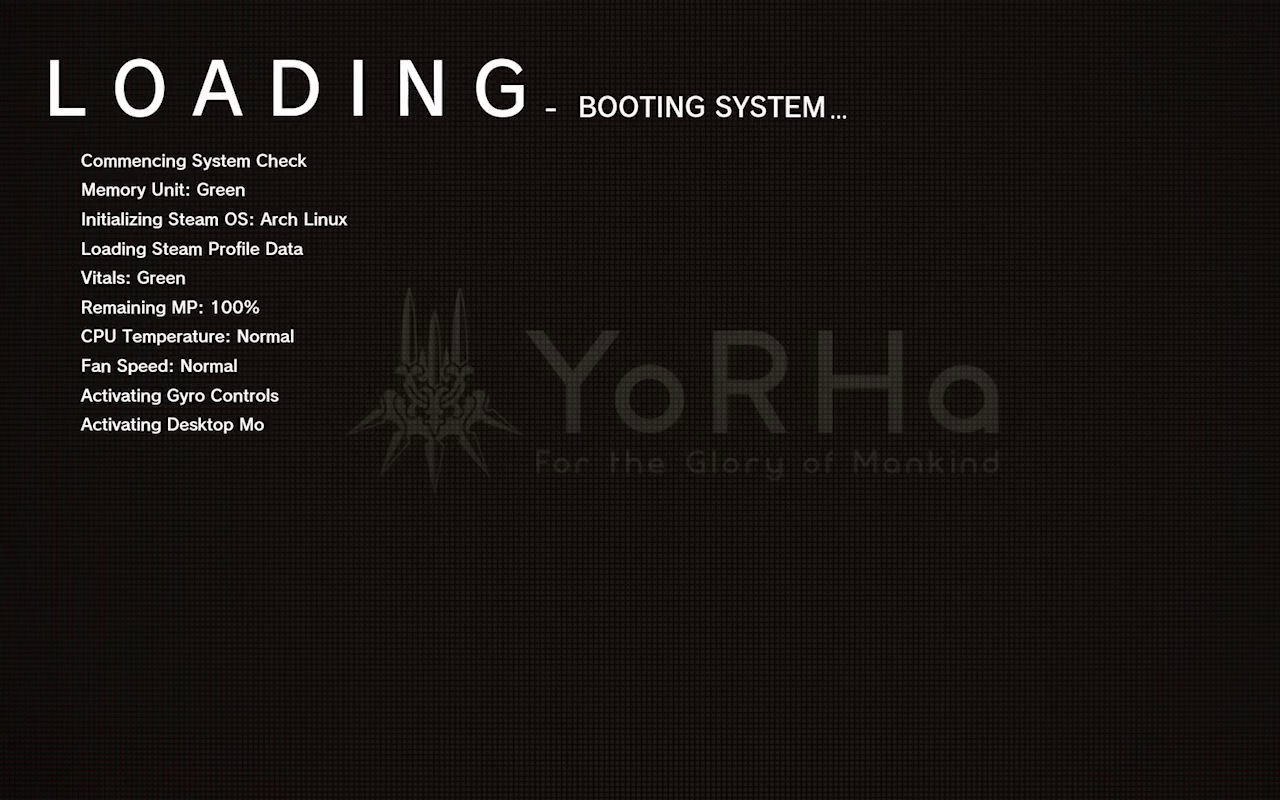 LOADING - BOOTING SYSTEM...
Commencing System Check
Memory Unit: Green
Initializing Steam OS: Arch Linux
Loading Steam Profile Data
Vitals: Green
Remaining MP: 100%
CPU Temperature: Normal
Fan Speed: Normal
Activating Gyro Controls
Activating Desktop Mo
YoRHa
For the Glory of Mankind